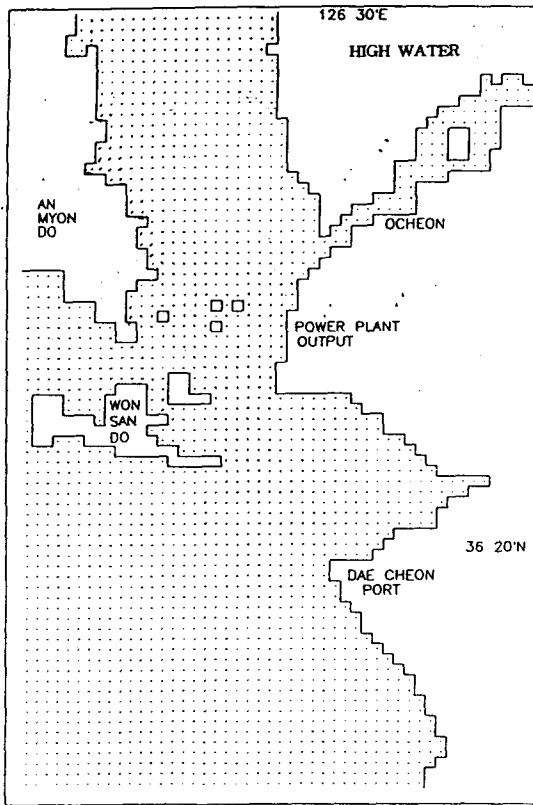 126 30'E
HIGH WATER
AN
MYON
DO
OCHEON
POWER PLANT
OUTPUT
WON
SAN
DO
36 20'N
DAE CHEON
PORT